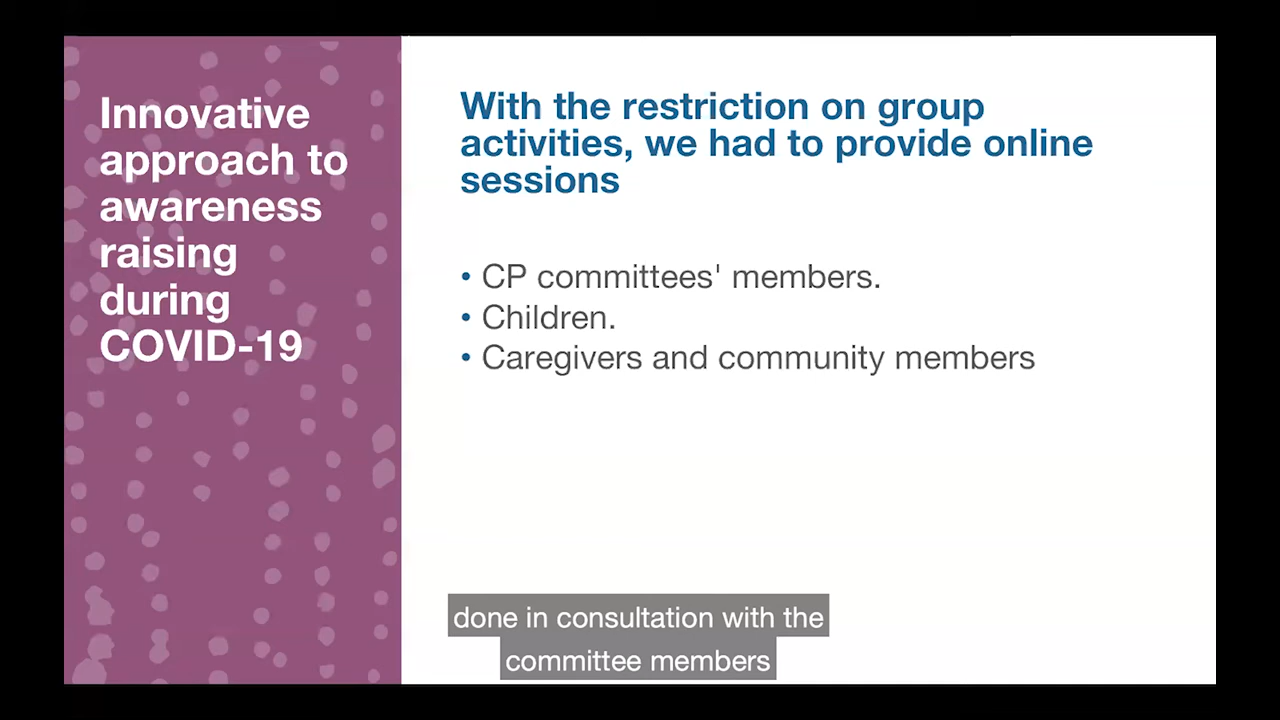 Innovative
approach to
awareness
raising
during
COVID-19
With the restriction on group
activities, we had to provide online
sessions
• CP committees' members.
• Children.
• Caregivers and community members
done in consultation with the
committee members